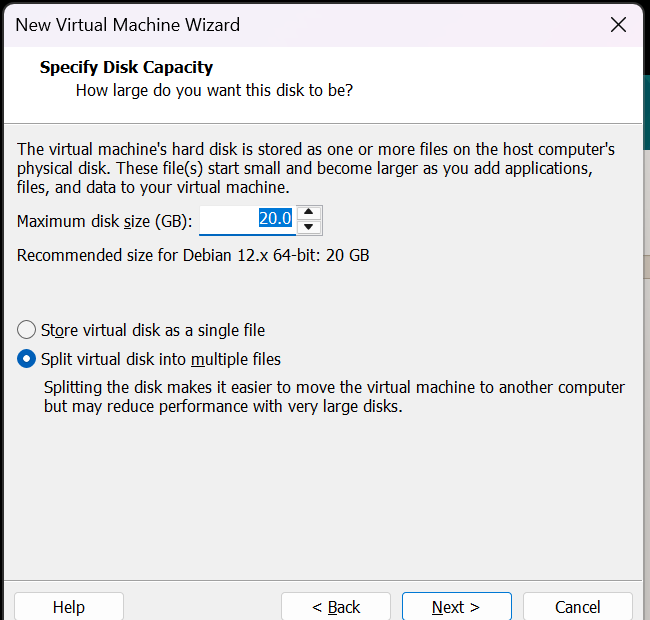 New Virtual Machine Wizard
Specify Disk Capacity
How large do you want this disk to be?
The virtual machine's hard disk is stored as one or more files on the host computer's
physical disk. These file(s) start small and become larger as you add applications,
files, and data to your virtual machine.
Maximum disk size (GB): 20.0
Recommended size for Debian 12.x 64-bit: 20 GB
Store virtual disk as a single file
Split virtual disk into multiple files
Splitting the disk makes it easier to move the virtual machine to another computer
but may reduce performance with very large disks.
Help < Back Next > Cancel